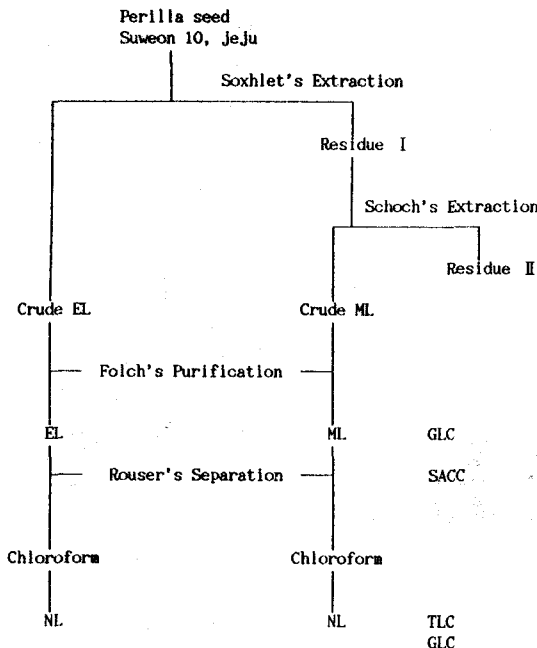 Perilla seed
Suweon 10, jeju
Soxhlet's Extraction
Residue Ⅰ
Schoch's Extraction
Residue Ⅱ
Crude EL Crude ML
Folch's Purification
EL ML GLC
Rouser's Separation SACC
Chloroform Chloroform
NL NL TLC
GLC